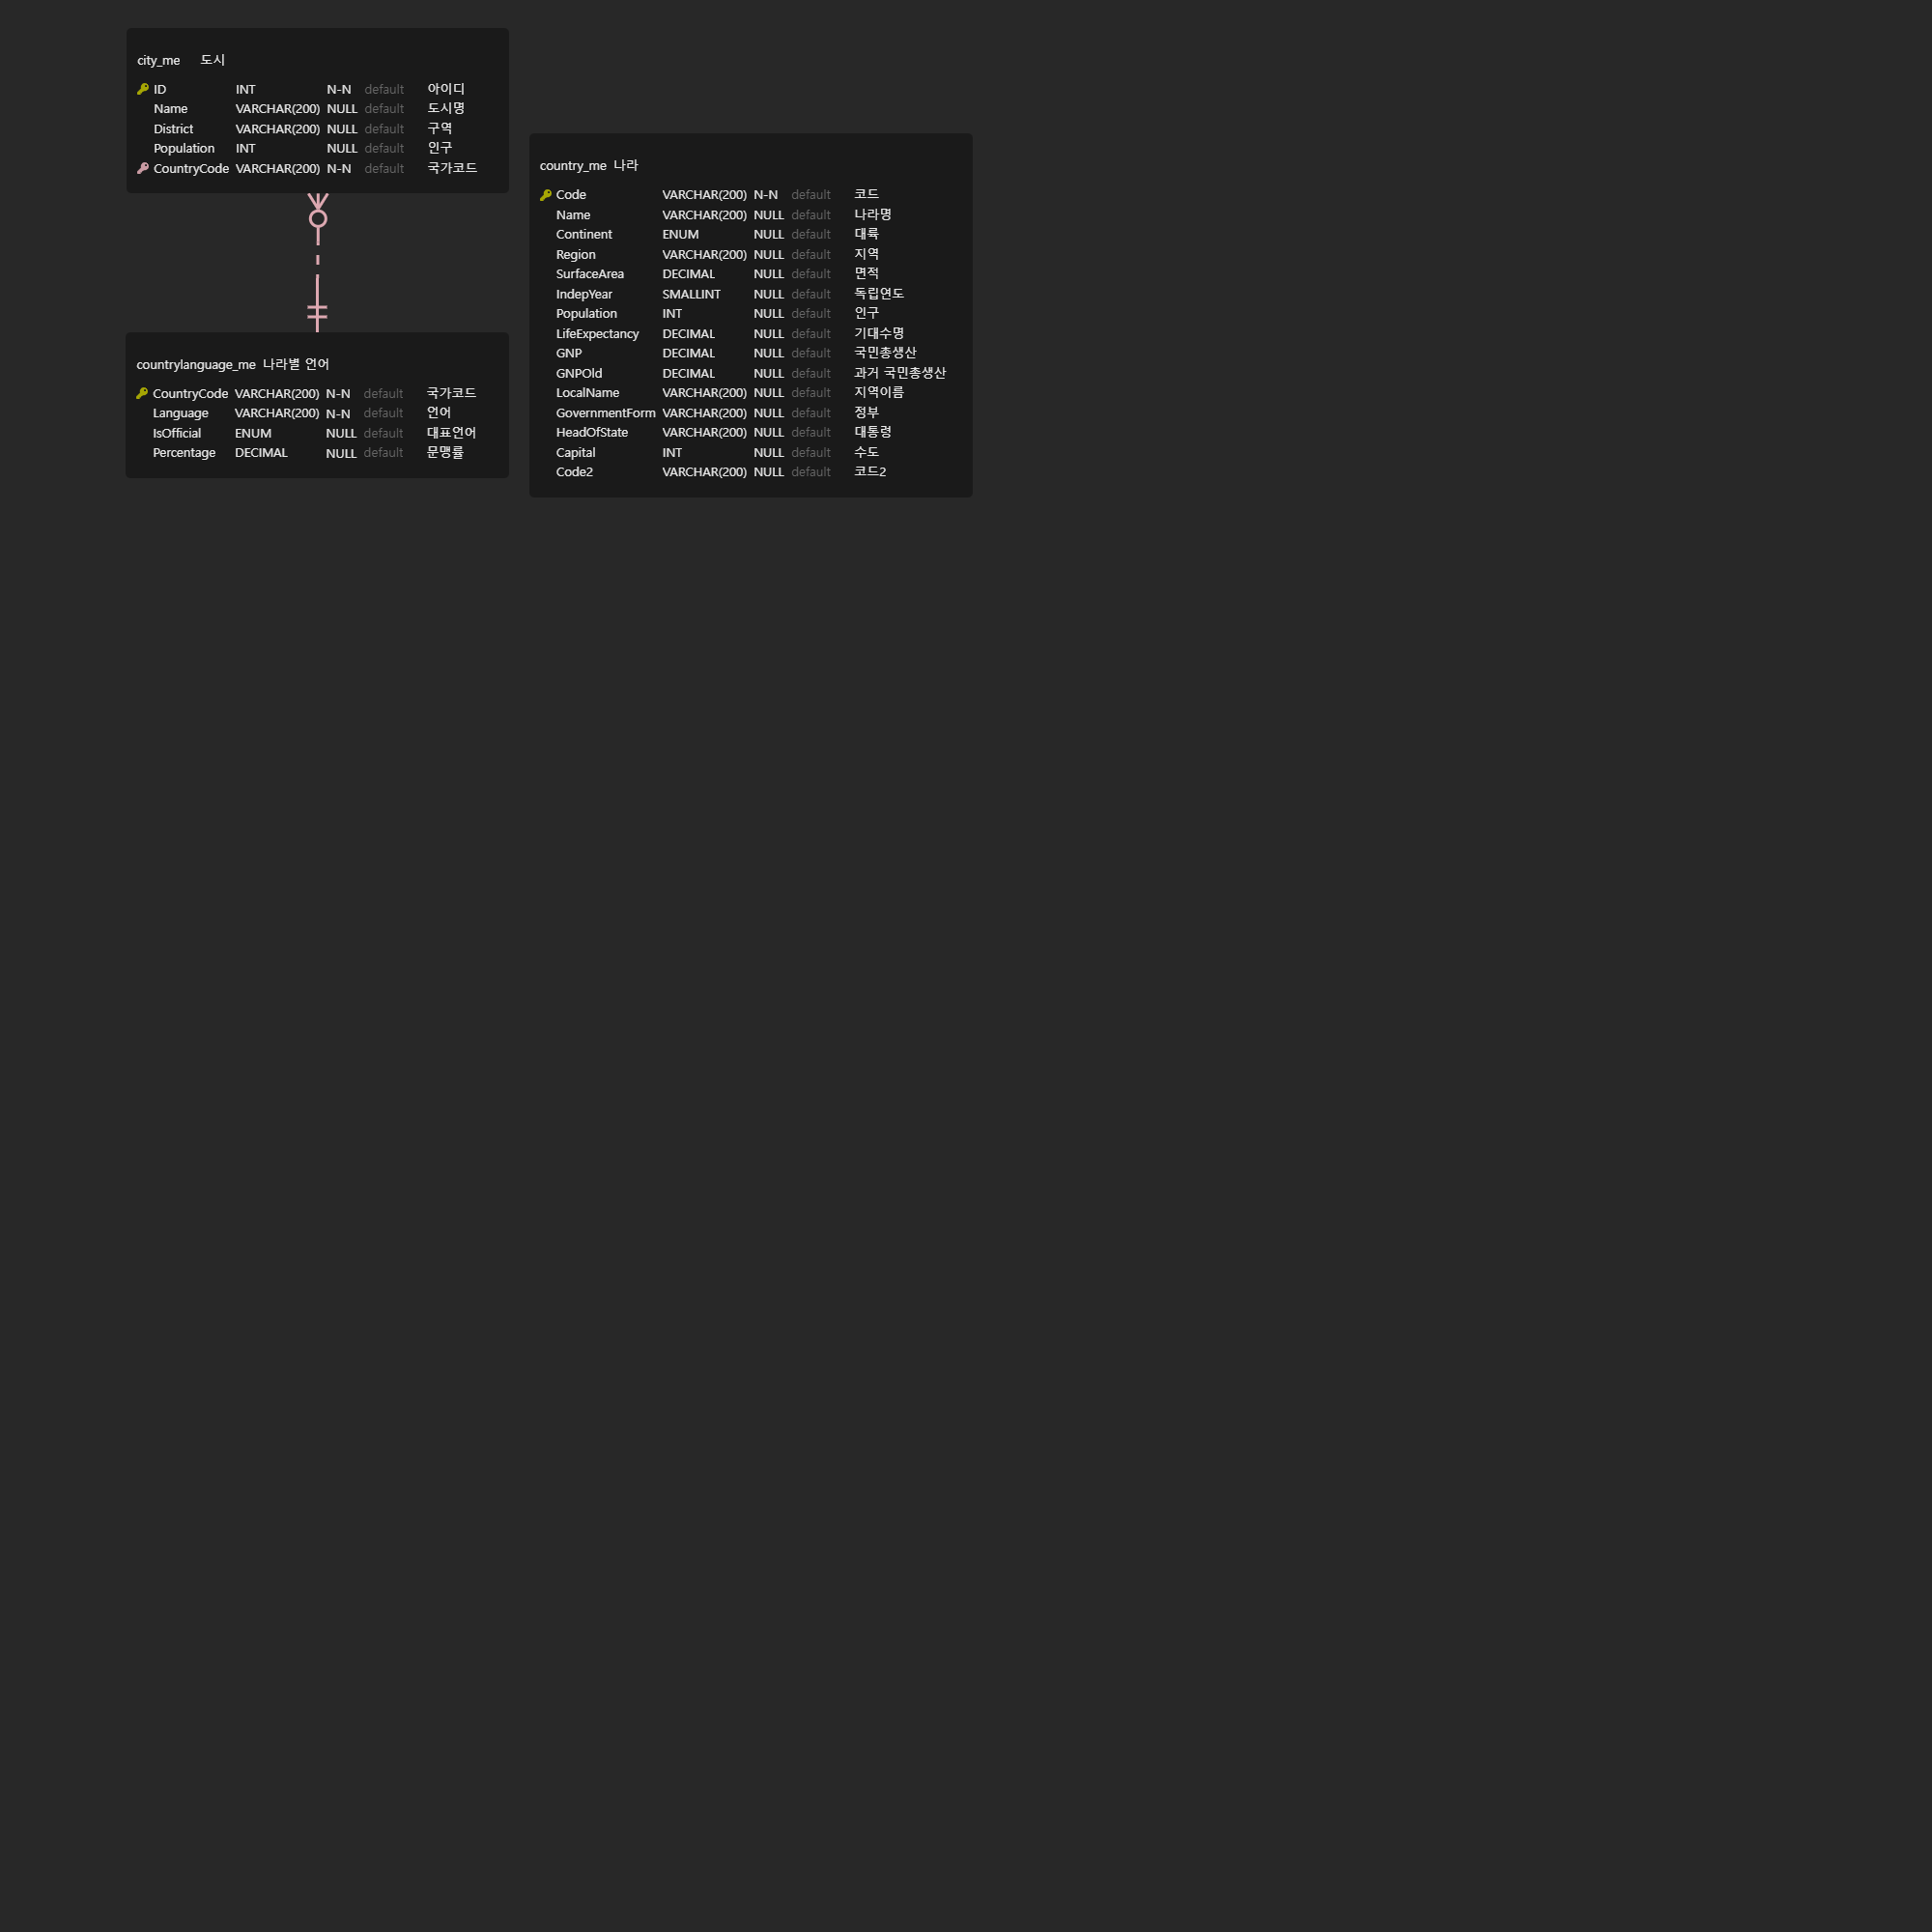 city_me 도시
ID INT N-N default 아이디
Name VARCHAR(200) NULL default 도시명
District VARCHAR(200) NULL default 구역
Population INT NULL default 인구
CountryCode VARCHAR(200) N-N default 국가코드
countrylanguage_me 나라별 언어
CountryCode VARCHAR(200) N-N default 국가코드
Language VARCHAR(200) N-N default 언어
IsOfficial ENUM NULL default 대표언어
Percentage DECIMAL NULL default 문맹률
country_me 나라
Code VARCHAR(200) N-N default 코드
Name VARCHAR(200) NULL default 나라명
Continent ENUM NULL default 대륙
Region VARCHAR(200) NULL default 지역
SurfaceArea DECIMAL NULL default 면적
IndepYear SMALLINT NULL default 독립연도
Population INT NULL default 인구
LifeExpectancy DECIMAL NULL default 기대수명
GNP DECIMAL NULL default 국민총생산
GNPOld DECIMAL NULL default 과거 국민총생산
LocalName VARCHAR(200) NULL default 지역이름
GovernmentForm VARCHAR(200) NULL default 정부
HeadOfState VARCHAR(200) NULL default 대통령
Capital INT NULL default 수도
Code2 VARCHAR(200) NULL default 코드2